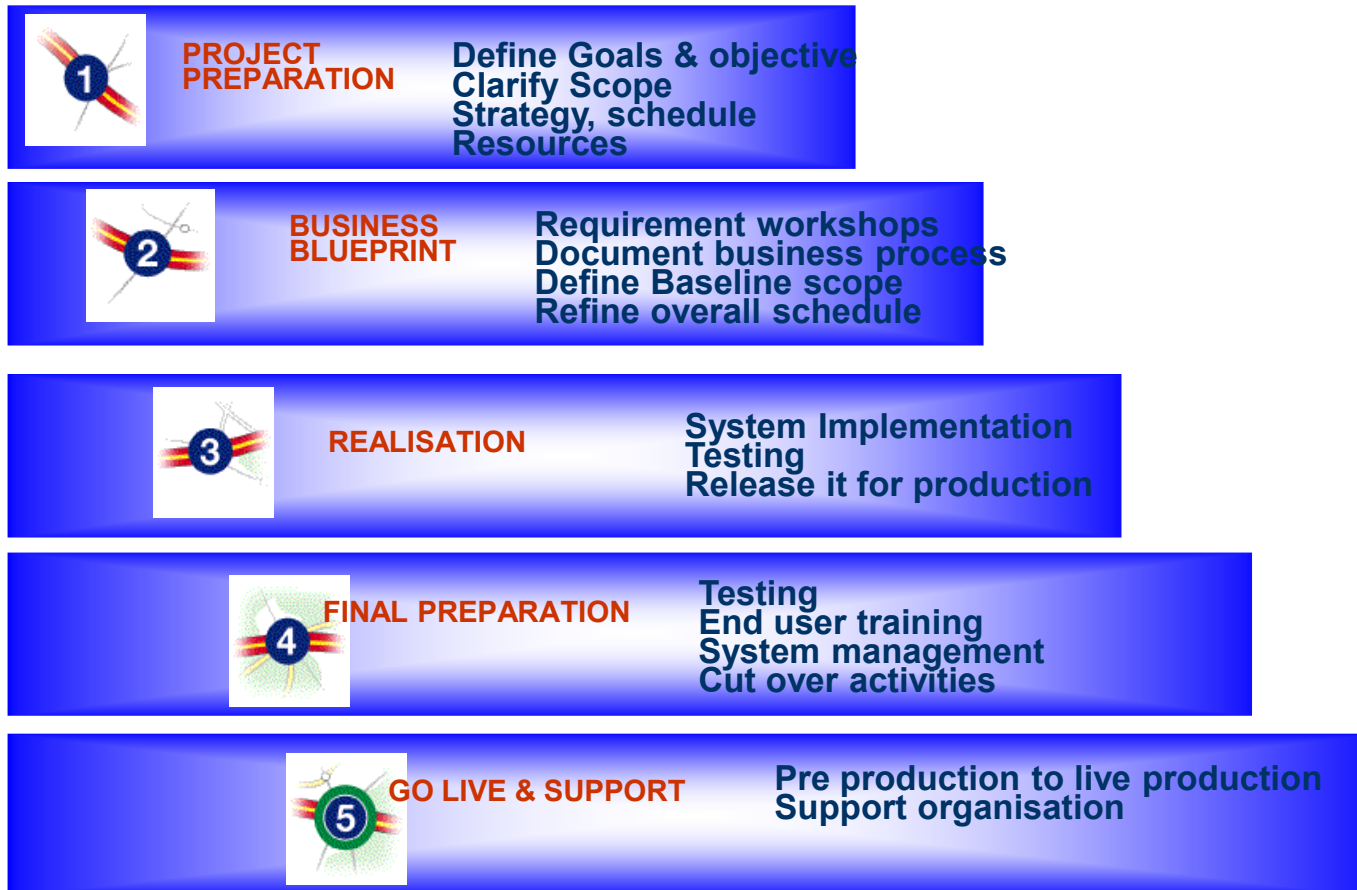 1
PROJECT
PREPARATION
Define Goals & objective
Clarify Scope
Strategy, schedule
Resources
2
BUSINESS
BLUEPRINT
Requirement workshops
Document business process
Define Baseline scope
Refine overall schedule
3
REALISATION
System Implementation
Testing
Release it for production
4
FINAL PREPARATION
Testing
End user training
System management
Cut over activities
5
GO LIVE & SUPPORT
Pre production to live production
Support organisation